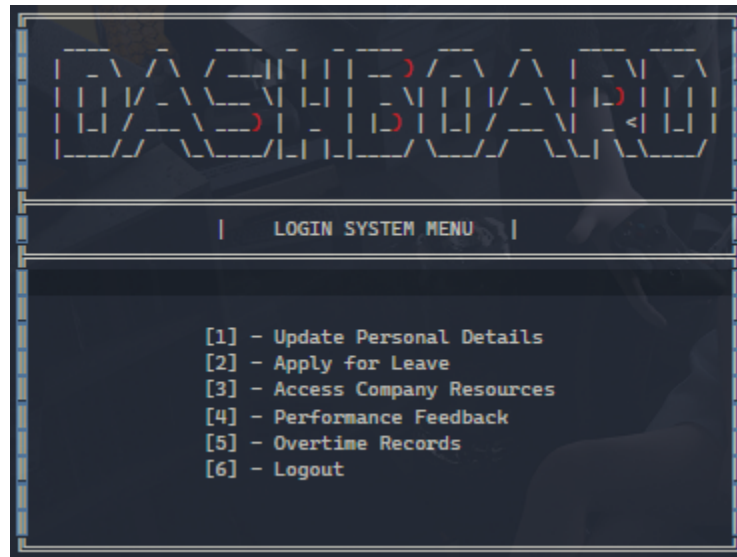 DASHBOARD
| LOGIN SYSTEM MENU |
[1] - Update Personal Details
[2] - Apply for Leave
[3] - Access Company Resources
[4] - Performance Feedback
[5] - Overtime Records
[6] - Logout